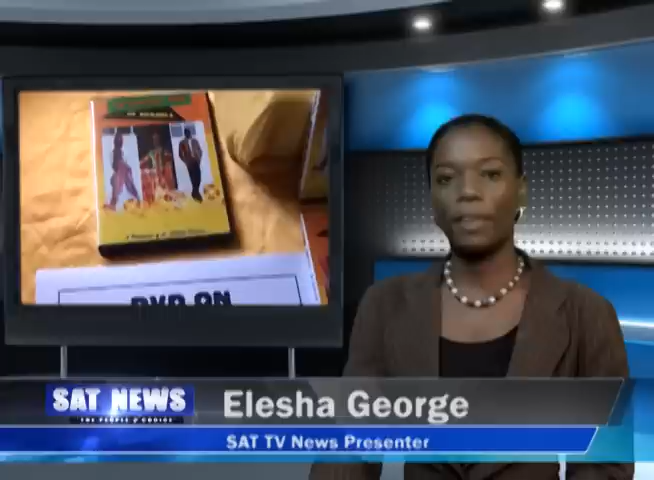 DVD ON
SAT NEWS
THE PEOPLE'S CHOICE
Elesha George
SAT TV News Presenter